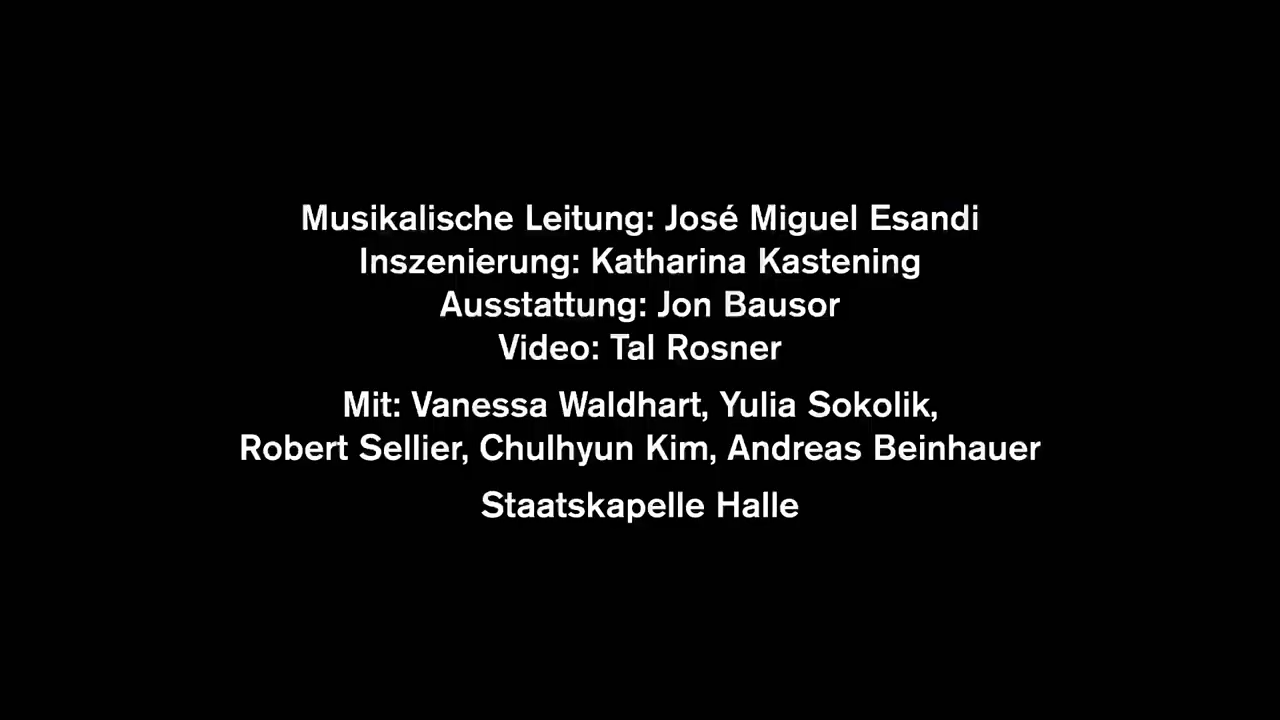 Musikalische Leitung: José Miguel Esandi
Inszenierung: Katharina Kastening
Ausstattung: Jon Bausor
Video: Tal Rosner
Mit: Vanessa Waldhart, Yulia Sokolik,
Robert Sellier, Chulhyun Kim, Andreas Beinhauer
Staatskapelle Halle